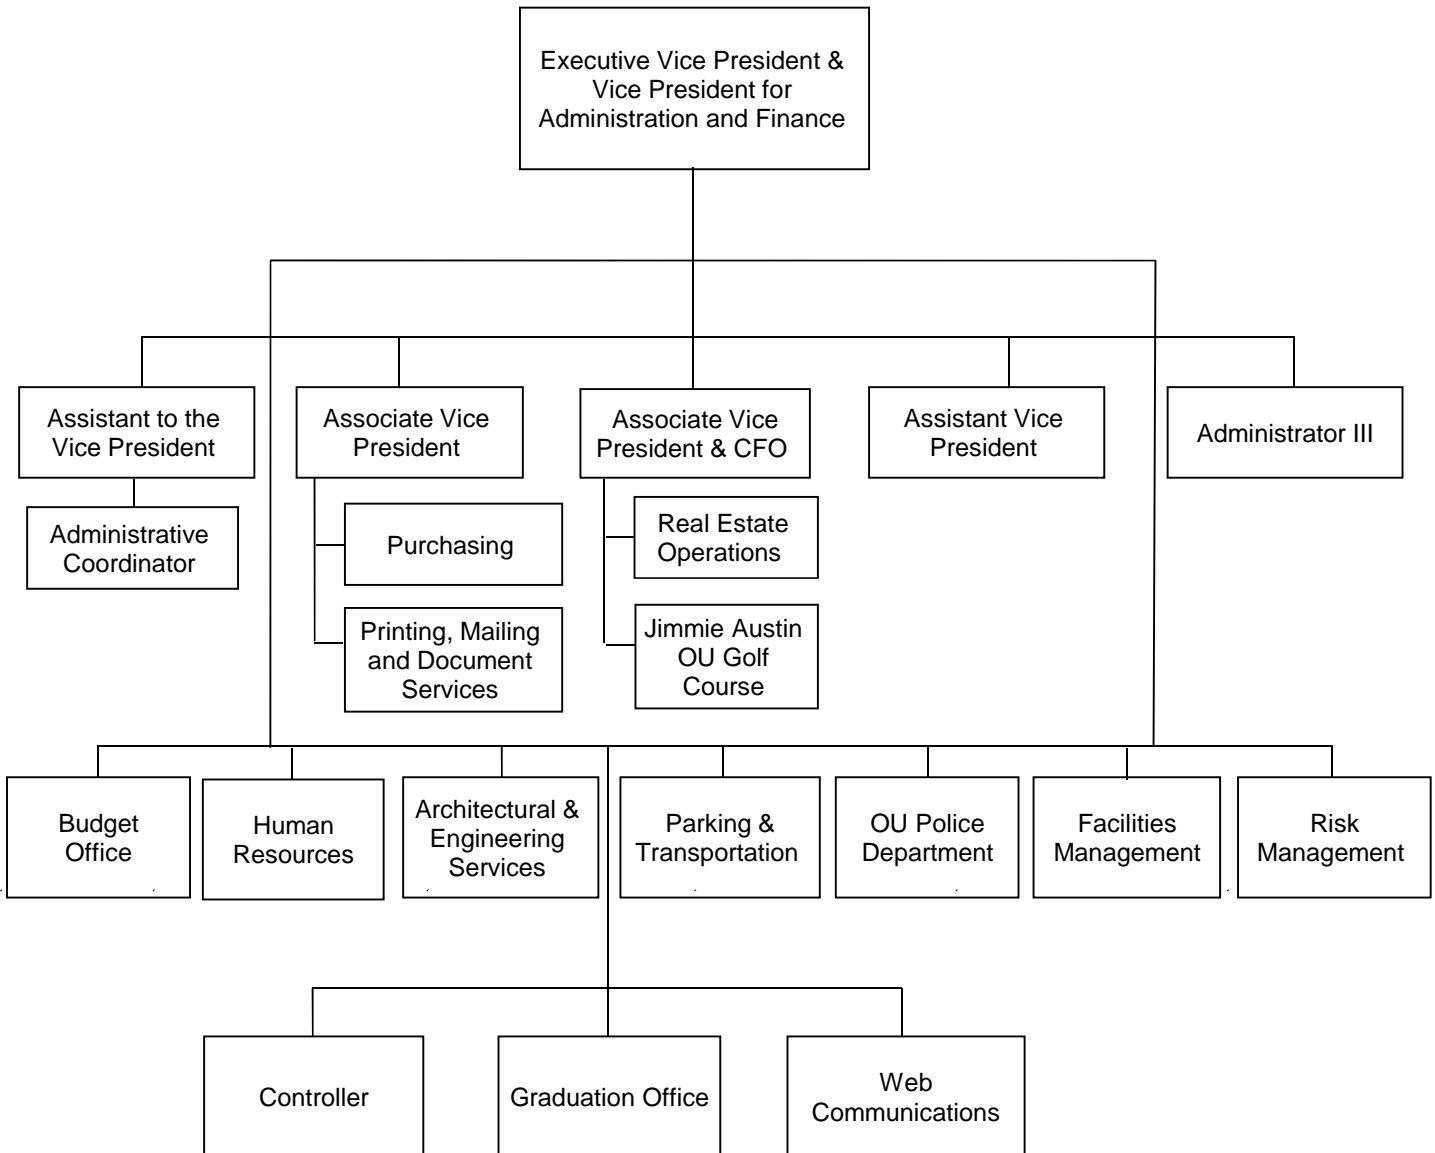 Executive Vice President &
Vice President for
Administration and Finance
Assistant to the
Vice President
Associate Vice
President
Associate Vice
President & CFO
Assistant Vice
President
Administrator III
Administrative
Coordinator
Purchasing
Printing, Mailing
and Document
Services
Real Estate
Operations
Jimmie Austin
OU Golf
Course
Budget
Office
Human
Resources
Architectural &
Engineering
Services
Parking &
Transportation
OU Police
Department
Facilities
Management
Risk
Management
Controller
Graduation Office
Web
Communications